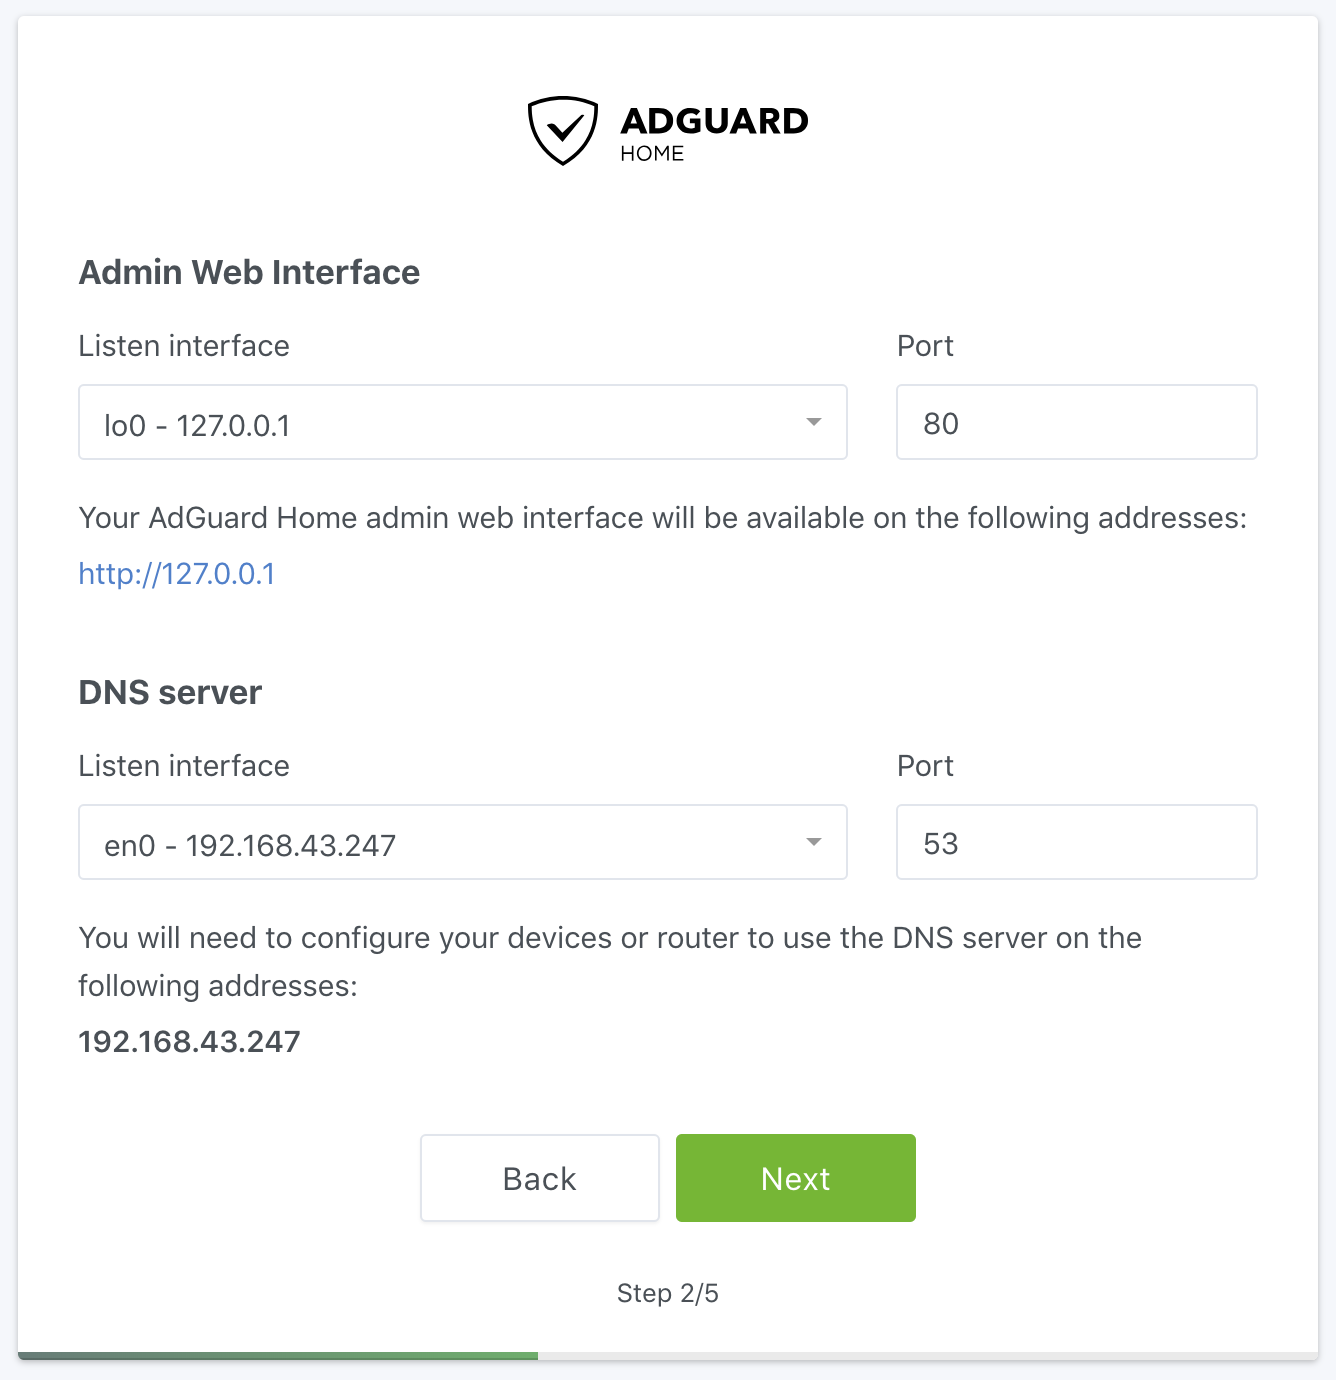 ADGUARD
HOME
Admin Web Interface
Listen interface
Port
lo0 - 127.0.0.1
80
Your AdGuard Home admin web interface will be available on the following addresses:
http://127.0.0.1
DNS server
Listen interface
Port
en0 - 192.168.43.247
53
You will need to configure your devices or router to use the DNS server on the
following addresses:
192.168.43.247
Back
Next
Step 2/5